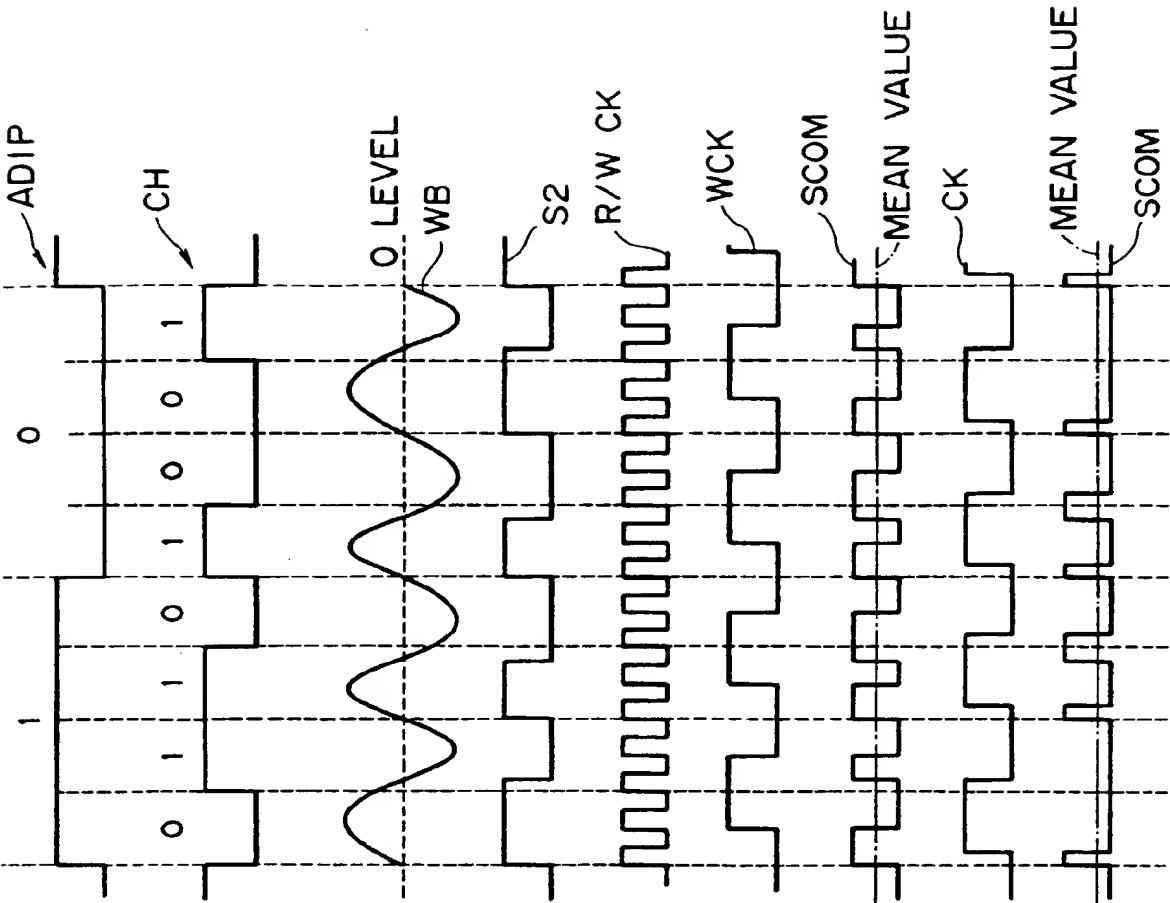 ADIP
1 0
CH
0 1 1 0 1 0 0 1
0 LEVEL
WB
S2
R/W CK
WCK
SCOM
MEAN VALUE
CK
MEAN VALUE
SCOM